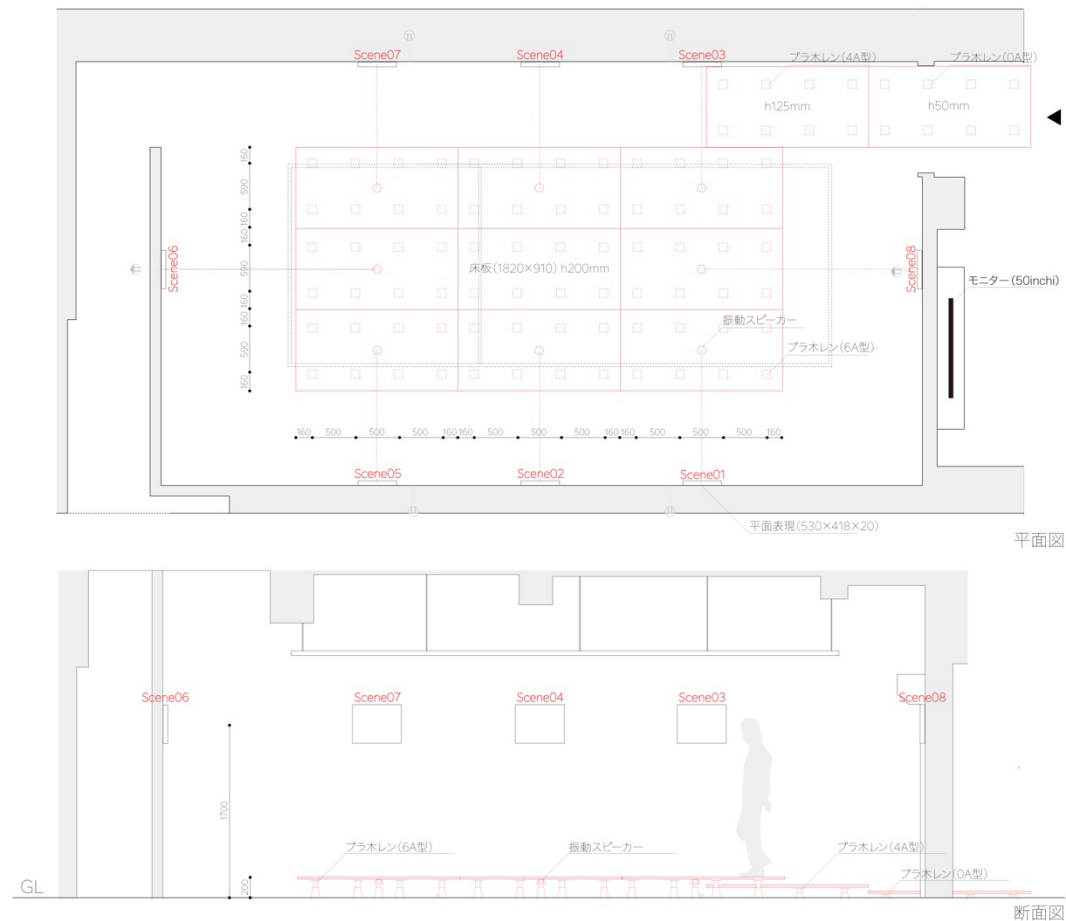 Scene07
Scene04
Scene03
プラ木レン(4A型)
プラ木レン(0A型)
h125mm
h50mm
160
590
160
160
590
160
160
590
160
Scene06
床板(1820×910) h200mm
Scene08
モニター(50inchi)
振動スピーカー
プラ木レン(6A型)
160
500
500
500
160
160
500
500
500
160
160
500
500
500
160
Scene05
Scene02
Scene01
平面表現(530×418×20)
平面図
Scene06
Scene07
Scene04
Scene03
Scene08
1700
プラ木レン(6A型)
振動スピーカー
プラ木レン(4A型)
プラ木レン(0A型)
200
GL
断面図